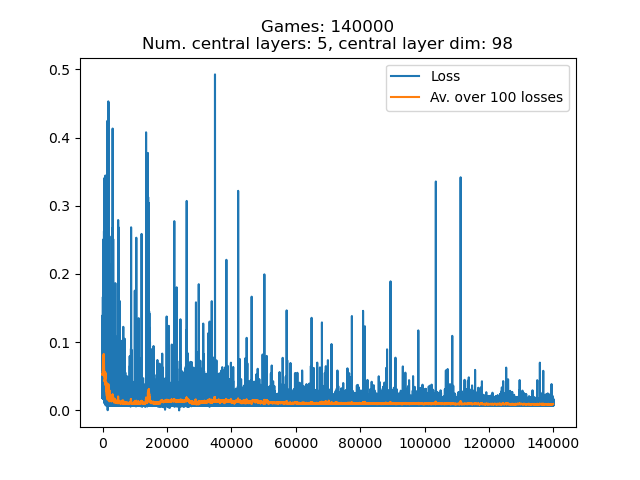 Games: 140000
Num. central layers: 5, central layer dim: 98
Loss
Av. over 100 losses
0.5
0.4
0.3
0.2
0.1
0.0
0 20000 40000 60000 80000 100000 120000 140000